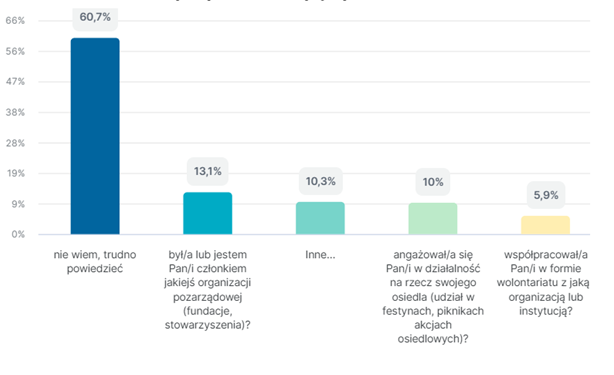 60,7%
66%
56%
47%
38%
28%
19%
9%
0%
13,1%
10,3%
10%
5,9%
nie wiem, trudno
powiedzieć
był/a lub jestem
Pan/i członkiem
jakiejś organizacji
pozarządowej
(fundacje,
stowarzyszenia)?
Inne...
angażował/a się
Pan/i w działalność
na rzecz swojego
osiedla (udział w
festynach, piknikach
akcjach
osiedlowych)?
współpracował/a
Pan/i w formie
wolontariatu z jaką
organizacją lub
instytucją?